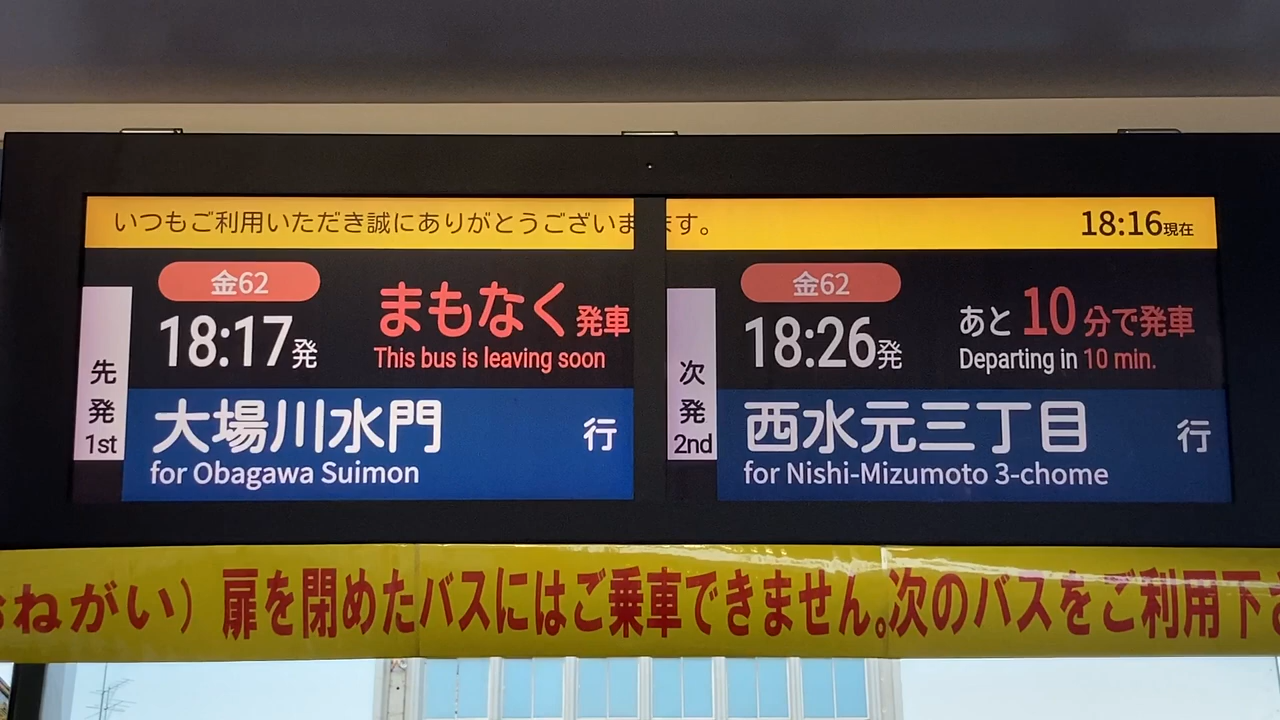 いつもご利用いただき誠にありがとうございます。
18:16現在
先発
1st
金62
18:17発
まもなく発車
This bus is leaving soon
大場川水門 行
for Obagawa Suimon
次発
2nd
金62
18:26発
あと10分で発車
Departing in 10 min.
西水元三丁目 行
for Nishi-Mizumoto 3-chome
ねがい）扉を閉めたバスにはご乗車できません。次のバスをご利用下